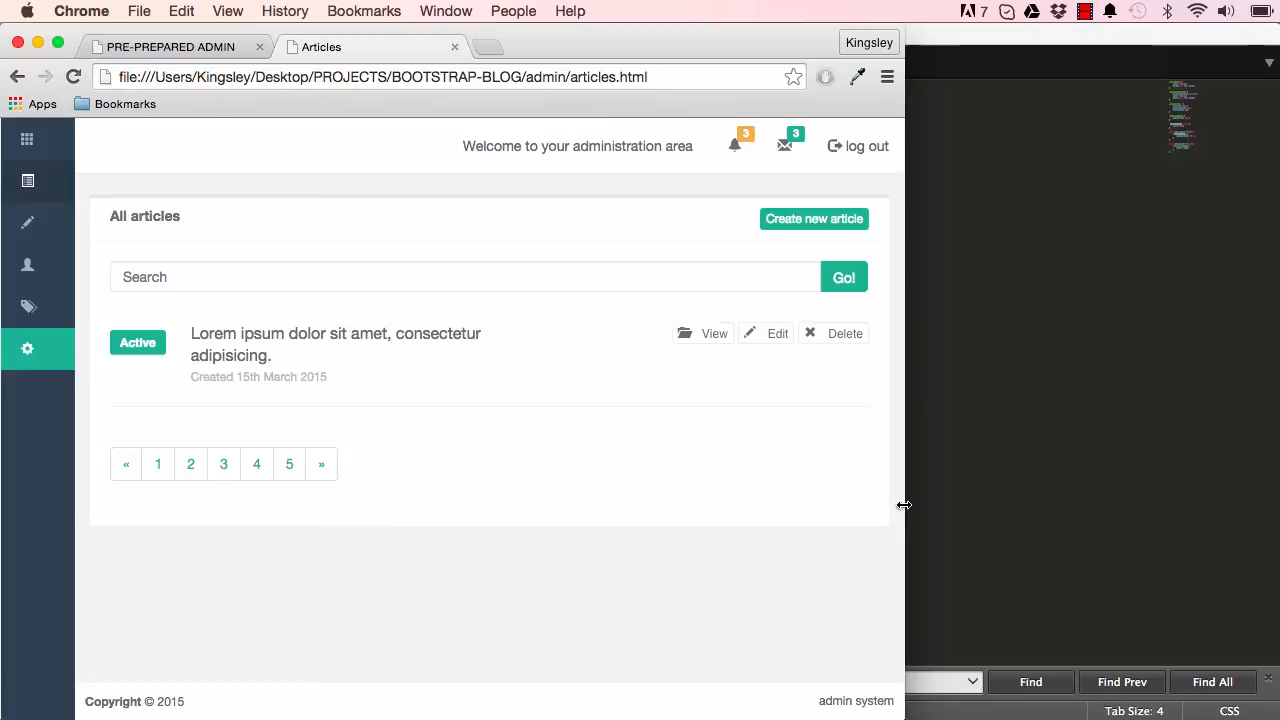 Chrome File Edit View History Bookmarks Window People Help 7
PRE-PREPARED ADMIN × Articles × Kingsley
file:///Users/Kingsley/Desktop/PROJECTS/BOOTSTRAP-BLOG/admin/articles.html
Apps Bookmarks
Welcome to your administration area 3 3 log out
All articles Create new article
Search Go!
Active Lorem ipsum dolor sit amet, consectetur
adipisicing.
View Edit Delete
Created 15th March 2015
« 1 2 3 4 5 »
Copyright © 2015 admin system
Find Find Prev Find All
Tab Size: 4 CSS